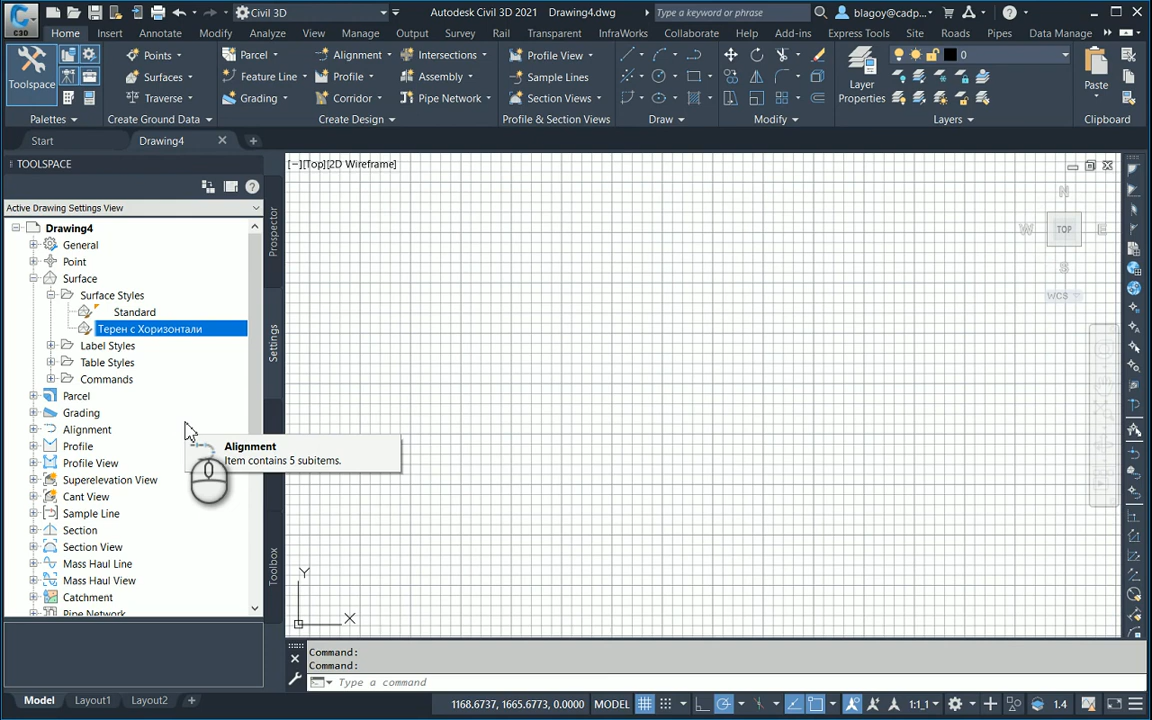 C3D
Civil 3D
Autodesk Civil 3D 2021 Drawing4.dwg
Type a keyword or phrase
blagoy@cadp...
Home Insert Annotate Modify Analyze View Manage Output Survey Rail Transparent InfraWorks Collaborate Help Add-ins Express Tools Site Roads Pipes Data Management
Toolspace
Palettes
Points
Surfaces
Traverse
Create Ground Data
Parcel
Feature Line
Grading
Alignment
Profile
Corridor
Intersections
Assembly
Pipe Network
Create Design
Profile View
Sample Lines
Section Views
Profile & Section Views
Draw
Modify
Layer
Properties
0
Layers
Paste
Clipboard
Start Drawing4
TOOLSPACE
Active Drawing Settings View
Drawing4
General
Point
Surface
Surface Styles
Standard
Терен с Хоризонтали
Label Styles
Table Styles
Commands
Parcel
Grading
Alignment
Profile
Profile View
Superelevation View
Cant View
Sample Line
Section
Section View
Mass Haul Line
Mass Haul View
Catchment
Pipe Network
Alignment
Item contains 5 subitems.
Prospector
Settings
Toolbox
[−][Top][2D Wireframe]
N
W TOP E
S
WCS
Y
X
Command:
Command:
Type a command
Model Layout1 Layout2
1168.6737, 1665.6773, 0.0000 MODEL 1:1 1.4